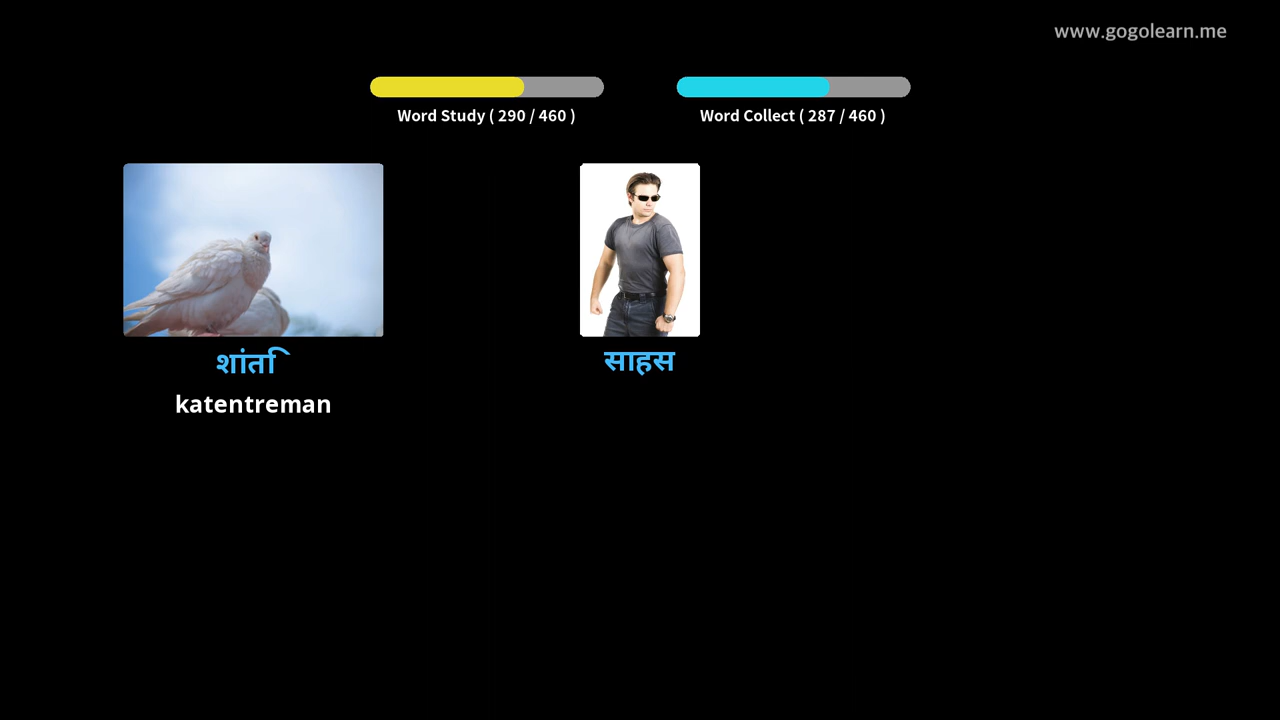 www.gogolearn.me
Word Study ( 290 / 460 )
Word Collect ( 287 / 460 )
शांति
katentreman
साहस